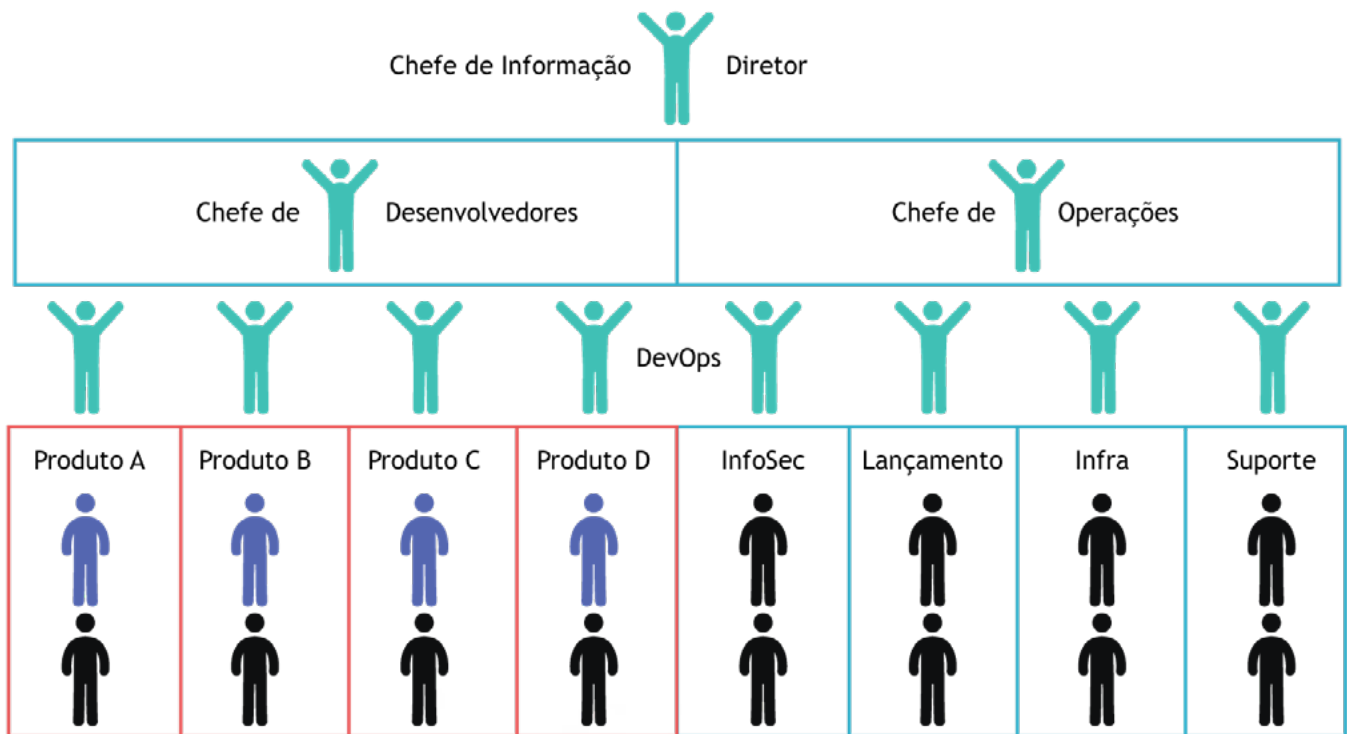 Chefe de Informação Diretor
Chefe de Desenvolvedores
Chefe de Operações
DevOps
Produto A
Produto B
Produto C
Produto D
InfoSec
Lançamento
Infra
Suporte